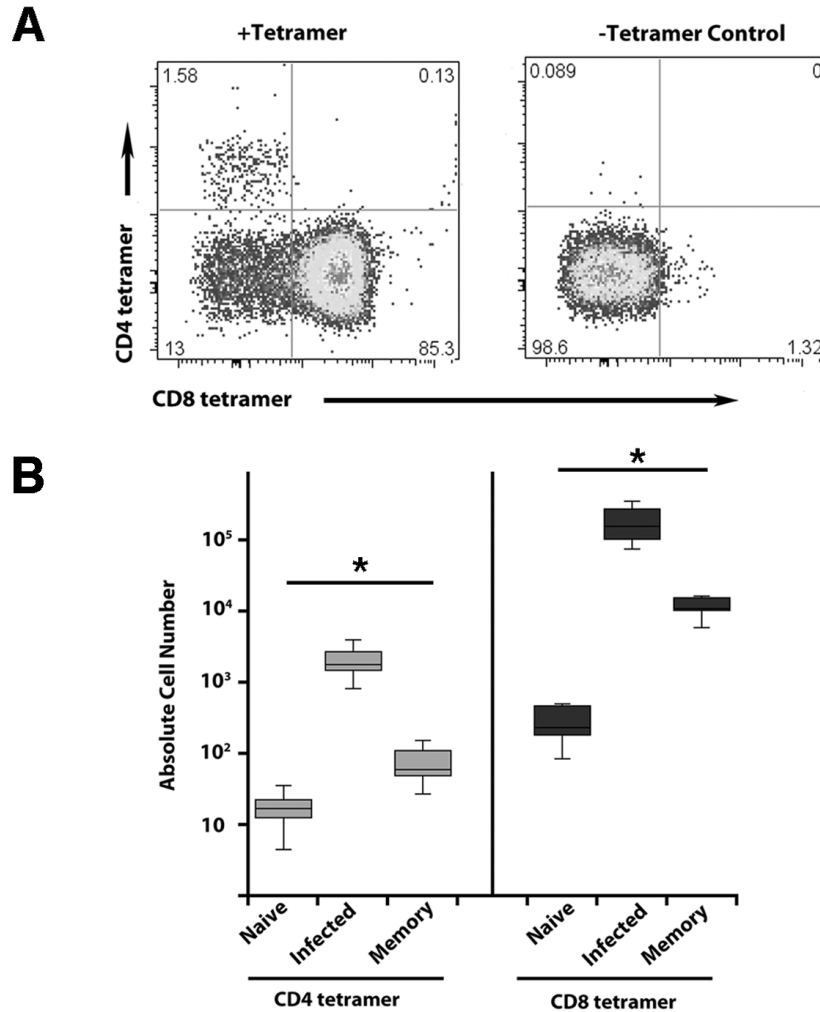 A
+Tetramer
-Tetramer Control
1.58
0.13
0.089
0
CD4 tetramer
13
85.3
98.6
1.32
CD8 tetramer
B
*
*
Absolute Cell Number
10⁵
10⁴
10³
10²
10
Naive
Infected
Memory
Naive
Infected
Memory
CD4 tetramer
CD8 tetramer